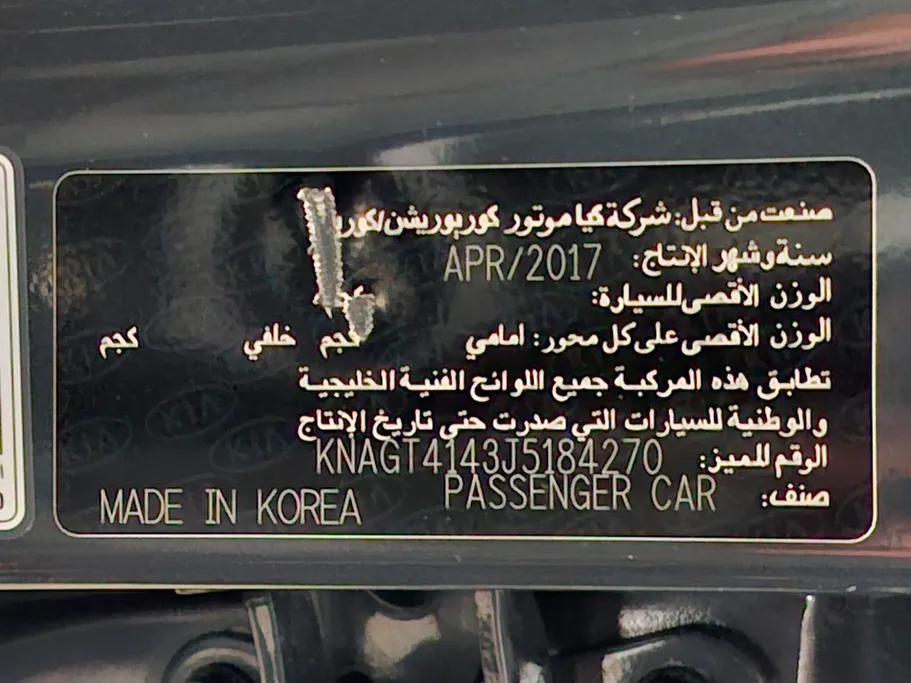 صنعت من قبل: شركة كيا موتور كوربوريشن/كوريا
سنة وشهر الإنتاج: APR/2017
الوزن الأقصى للسيارة:
الوزن الأقصى على كل محور: امامي كجم خلفي كجم
تطابق هذه المركبة جميع اللوائح الفنية الخليجية
والوطنية للسيارات التي صدرت حتى تاريخ الإنتاج
الرقم المميز: KNAGT4143J5184270
صنف: PASSENGER CAR
MADE IN KOREA